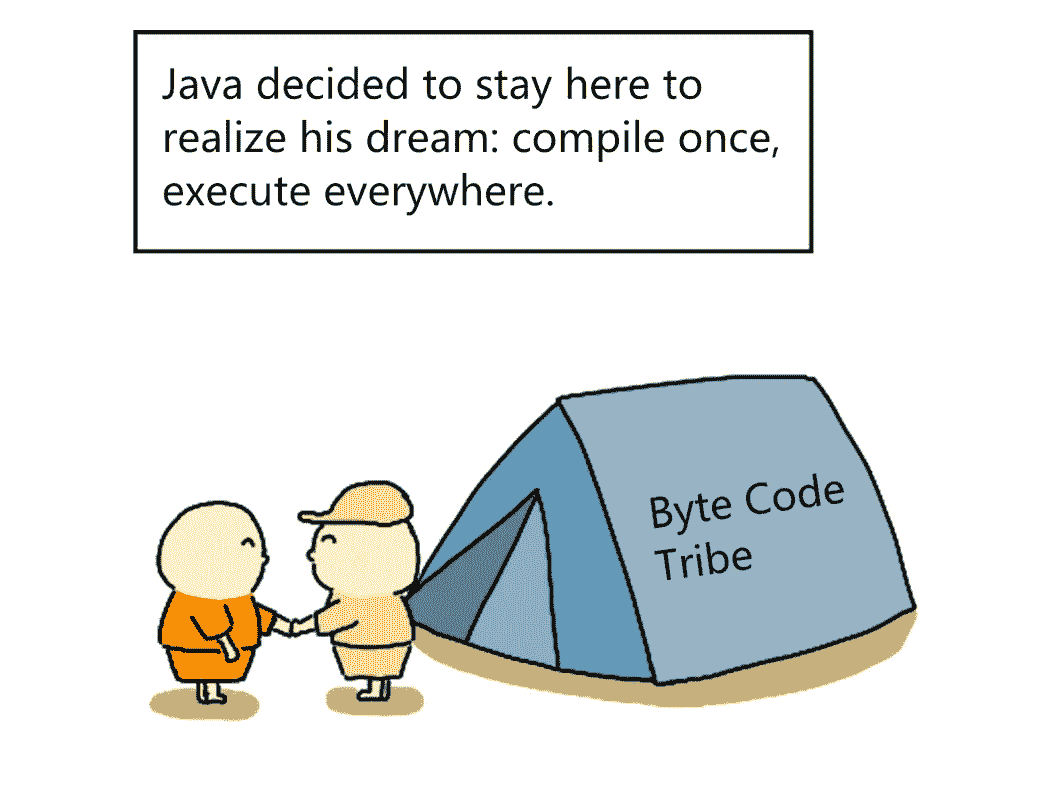 Java decided to stay here to
realize his dream: compile once,
execute everywhere.
Byte Code
Tribe